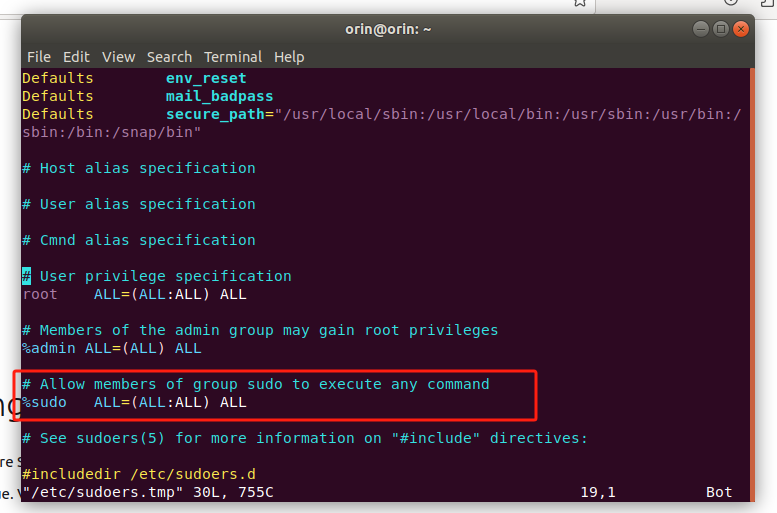 orin@orin: ~
File Edit View Search Terminal Help
Defaults env_reset
Defaults mail_badpass
Defaults secure_path="/usr/local/sbin:/usr/local/bin:/usr/sbin:/usr/bin:/
sbin:/bin:/snap/bin"
# Host alias specification
# User alias specification
# Cmnd alias specification
# User privilege specification
root ALL=(ALL:ALL) ALL
# Members of the admin group may gain root privileges
%admin ALL=(ALL) ALL
# Allow members of group sudo to execute any command
%sudo ALL=(ALL:ALL) ALL
# See sudoers(5) for more information on "#include" directives:
#includedir /etc/sudoers.d
"/etc/sudoers.tmp" 30L, 755C 19,1 Bot